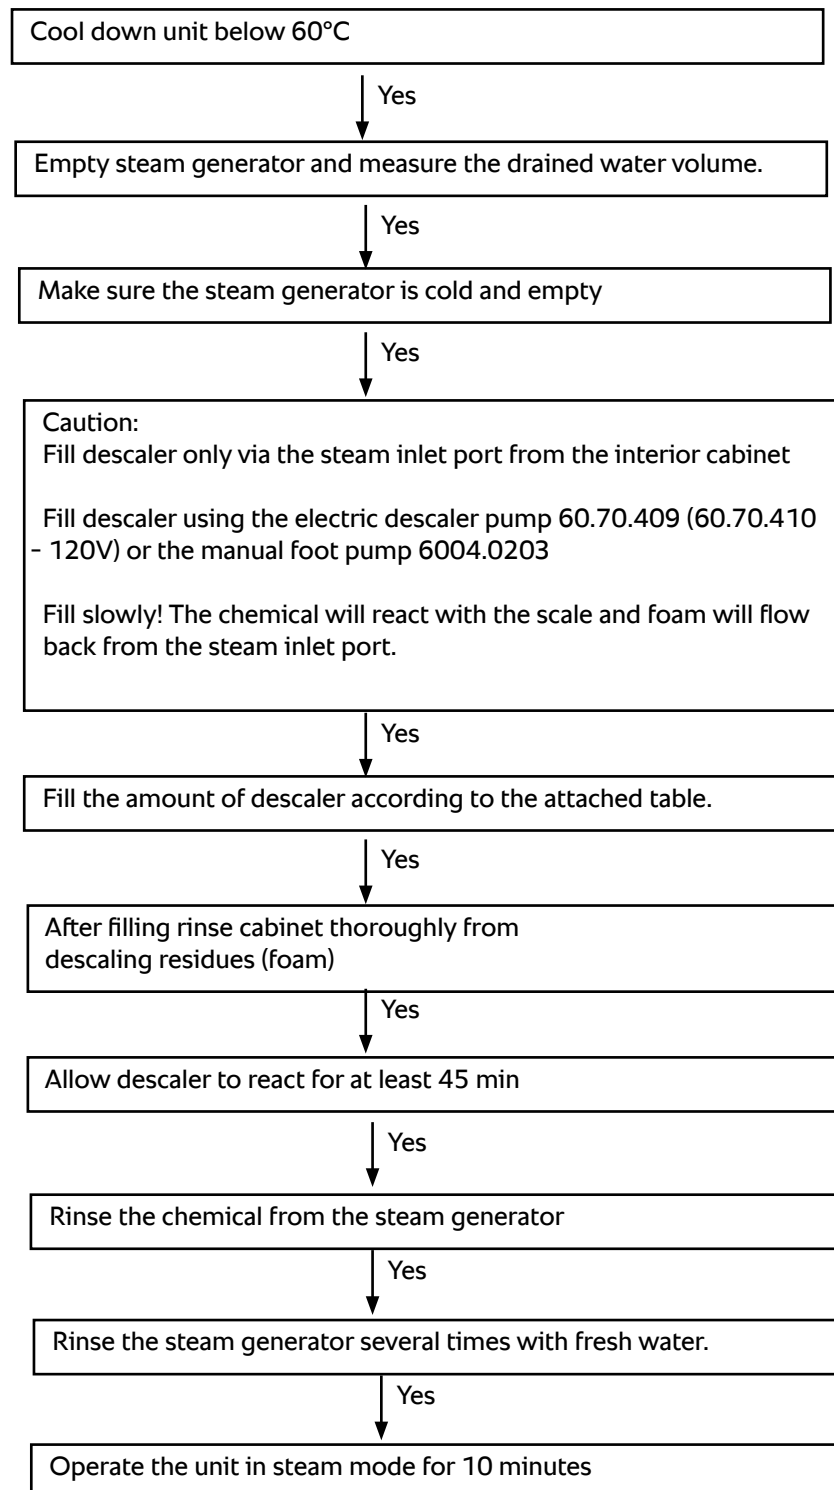 Cool down unit below 60°C
Yes
Empty steam generator and measure the drained water volume.
Yes
Make sure the steam generator is cold and empty
Yes
Caution:
Fill descaler only via the steam inlet port from the interior cabinet
Fill descaler using the electric descaler pump 60.70.409 (60.70.410
- 120V) or the manual foot pump 6004.0203
Fill slowly! The chemical will react with the scale and foam will flow
back from the steam inlet port.
Yes
Fill the amount of descaler according to the attached table.
Yes
After filling rinse cabinet thoroughly from
descaling residues (foam)
Yes
Allow descaler to react for at least 45 min
Yes
Rinse the chemical from the steam generator
Yes
Rinse the steam generator several times with fresh water.
Yes
Operate the unit in steam mode for 10 minutes